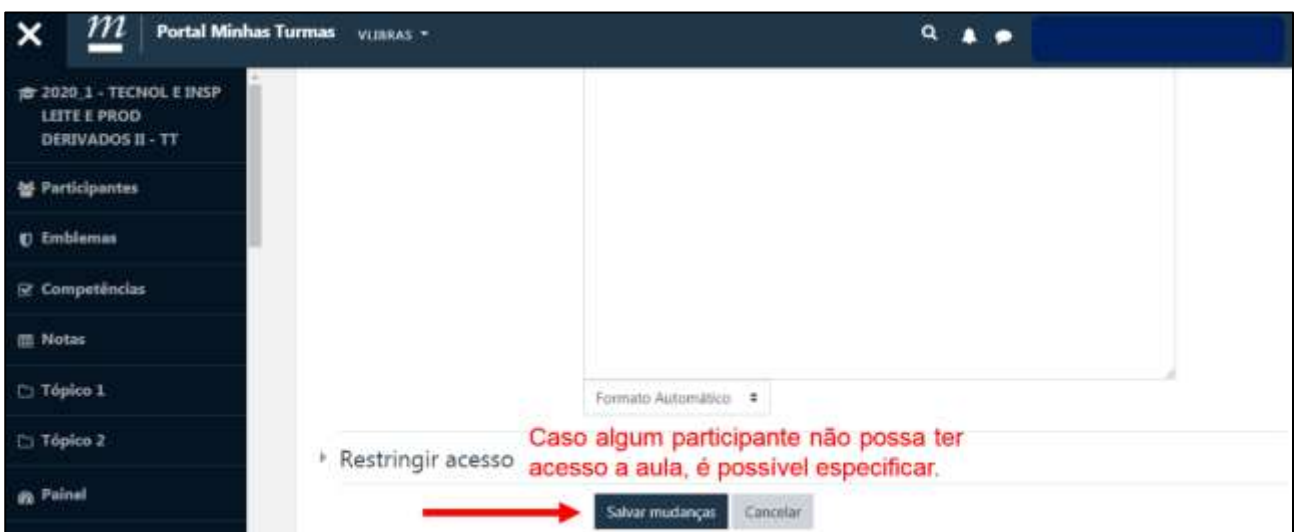 m Portal Minhas Turmas VLIBRAS
2020_1 - TECNOL E INSP
LEITE E PROD
DERIVADOS II - TT
Participantes
Emblemas
Competências
Notas
Tópico 1
Tópico 2
Painel
Formato Automático
Restringir acesso
Caso algum participante não possa ter
acesso a aula, é possível especificar.
Salvar mudanças Cancelar